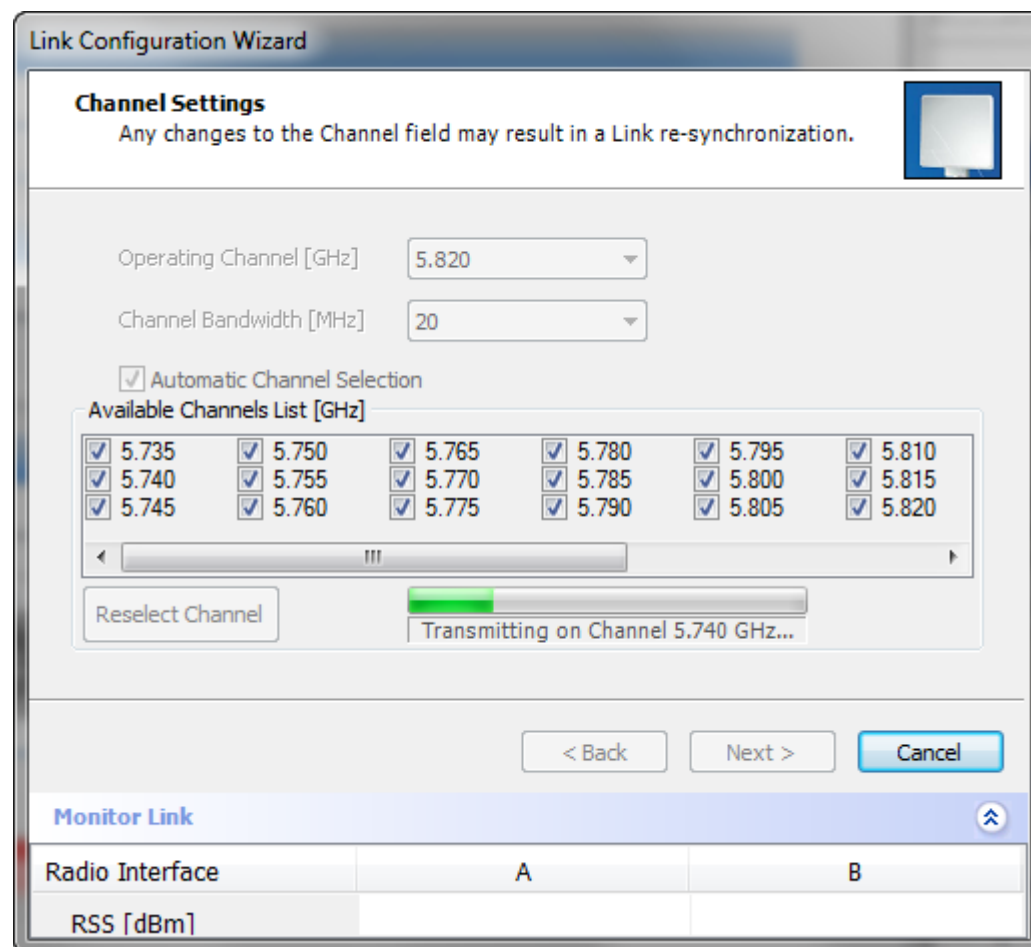 Link Configuration Wizard
Channel Settings
Any changes to the Channel field may result in a Link re-synchronization.
Operating Channel [GHz] 5.820
Channel Bandwidth [MHz] 20
Automatic Channel Selection
Available Channels List [GHz]
5.735 5.750 5.765 5.780 5.795 5.810
5.740 5.755 5.770 5.785 5.800 5.815
5.745 5.760 5.775 5.790 5.805 5.820
Reselect Channel
Transmitting on Channel 5.740 GHz...
< Back Next > Cancel
Monitor Link
Radio Interface A B
RSS [dBm]